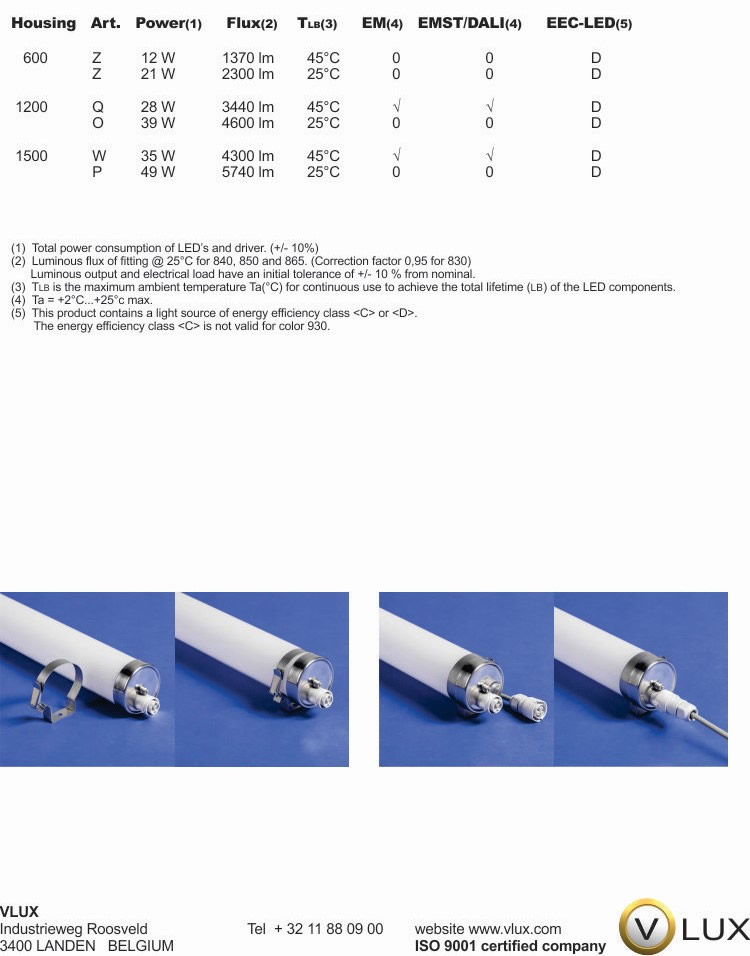 Housing Art. Power(1) Flux(2) TLB(3) EM(4) EMST/DALI(4) EEC-LED(5)
600 Z 12 W 1370 lm 45°C 0 0 D
Z 21 W 2300 lm 25°C 0 0 D
1200 Q 28 W 3440 lm 45°C √ √ D
O 39 W 4600 lm 25°C 0 0 D
1500 W 35 W 4300 lm 45°C √ √ D
P 49 W 5740 lm 25°C 0 0 D
(1) Total power consumption of LED's and driver. (+/- 10%)
(2) Luminous flux of fitting @ 25°C for 840, 850 and 865. (Correction factor 0,95 for 830)
Luminous output and electrical load have an initial tolerance of +/- 10 % from nominal.
(3) TLB is the maximum ambient temperature Ta(°C) for continuous use to achieve the total lifetime (LB) of the LED components.
(4) Ta = +2°C...+25°c max.
(5) This product contains a light source of energy efficiency class <C> or <D>.
The energy efficiency class <C> is not valid for color 930.
VLUX
Industrieweg Roosveld Tel + 32 11 88 09 00 website www.vlux.com
3400 LANDEN BELGIUM ISO 9001 certified company
V LUX